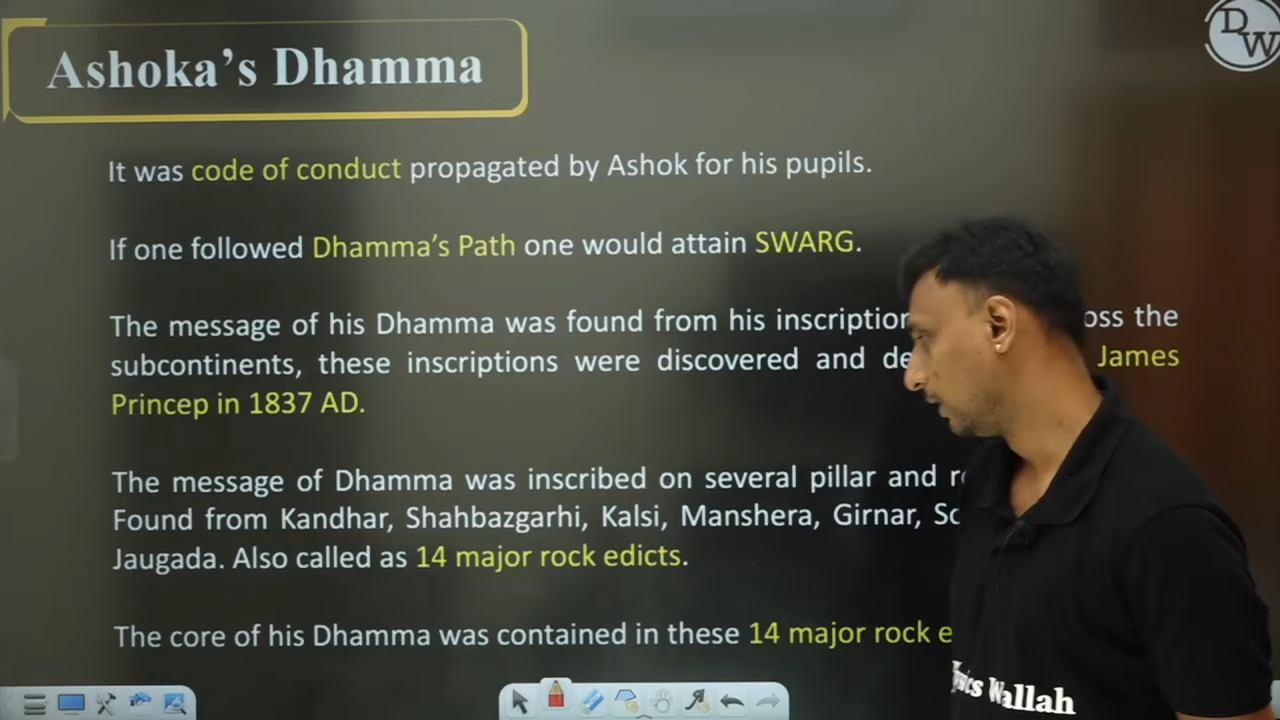 Ashoka's Dhamma
DW
It was code of conduct propagated by Ashok for his pupils.
If one followed Dhamma's Path one would attain SWARG.
The message of his Dhamma was found from his inscription oss the
subcontinents, these inscriptions were discovered and de James
Princep in 1837 AD.
The message of Dhamma was inscribed on several pillar and
Found from Kandhar, Shahbazgarhi, Kalsi, Manshera, Girnar,
Jaugada. Also called as 14 major rock edicts.
The core of his Dhamma was contained in these 14 major rock e
Wallah